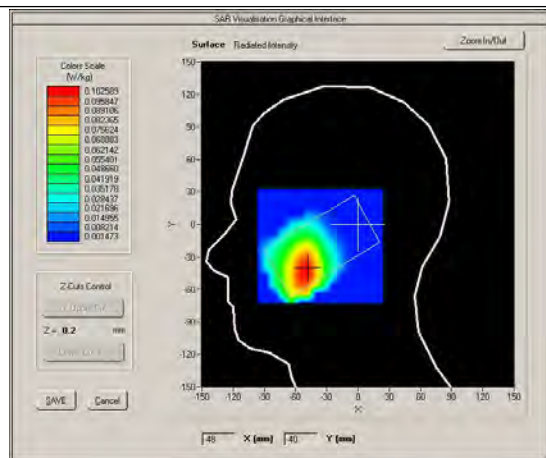 SAR Visualisation Graphical Interface
Surface Radiated Intensity
Zoom In/Out
Colors Scale
(W/kg)
0.102589
0.095847
0.089106
0.082365
0.075624
0.068883
0.062142
0.055401
0.048660
0.041919
0.035178
0.028437
0.021696
0.014955
0.008214
0.001473
150
120
90
60
30
Y
0
-30
-60
-90
-120
-150
-150 -120 -90 -60 -30 0 30 60 90 120 150
X
Z-Cuts Control
Z = 0.2 mm
SAVE Cancel
-48 X (mm) -40 Y (mm)